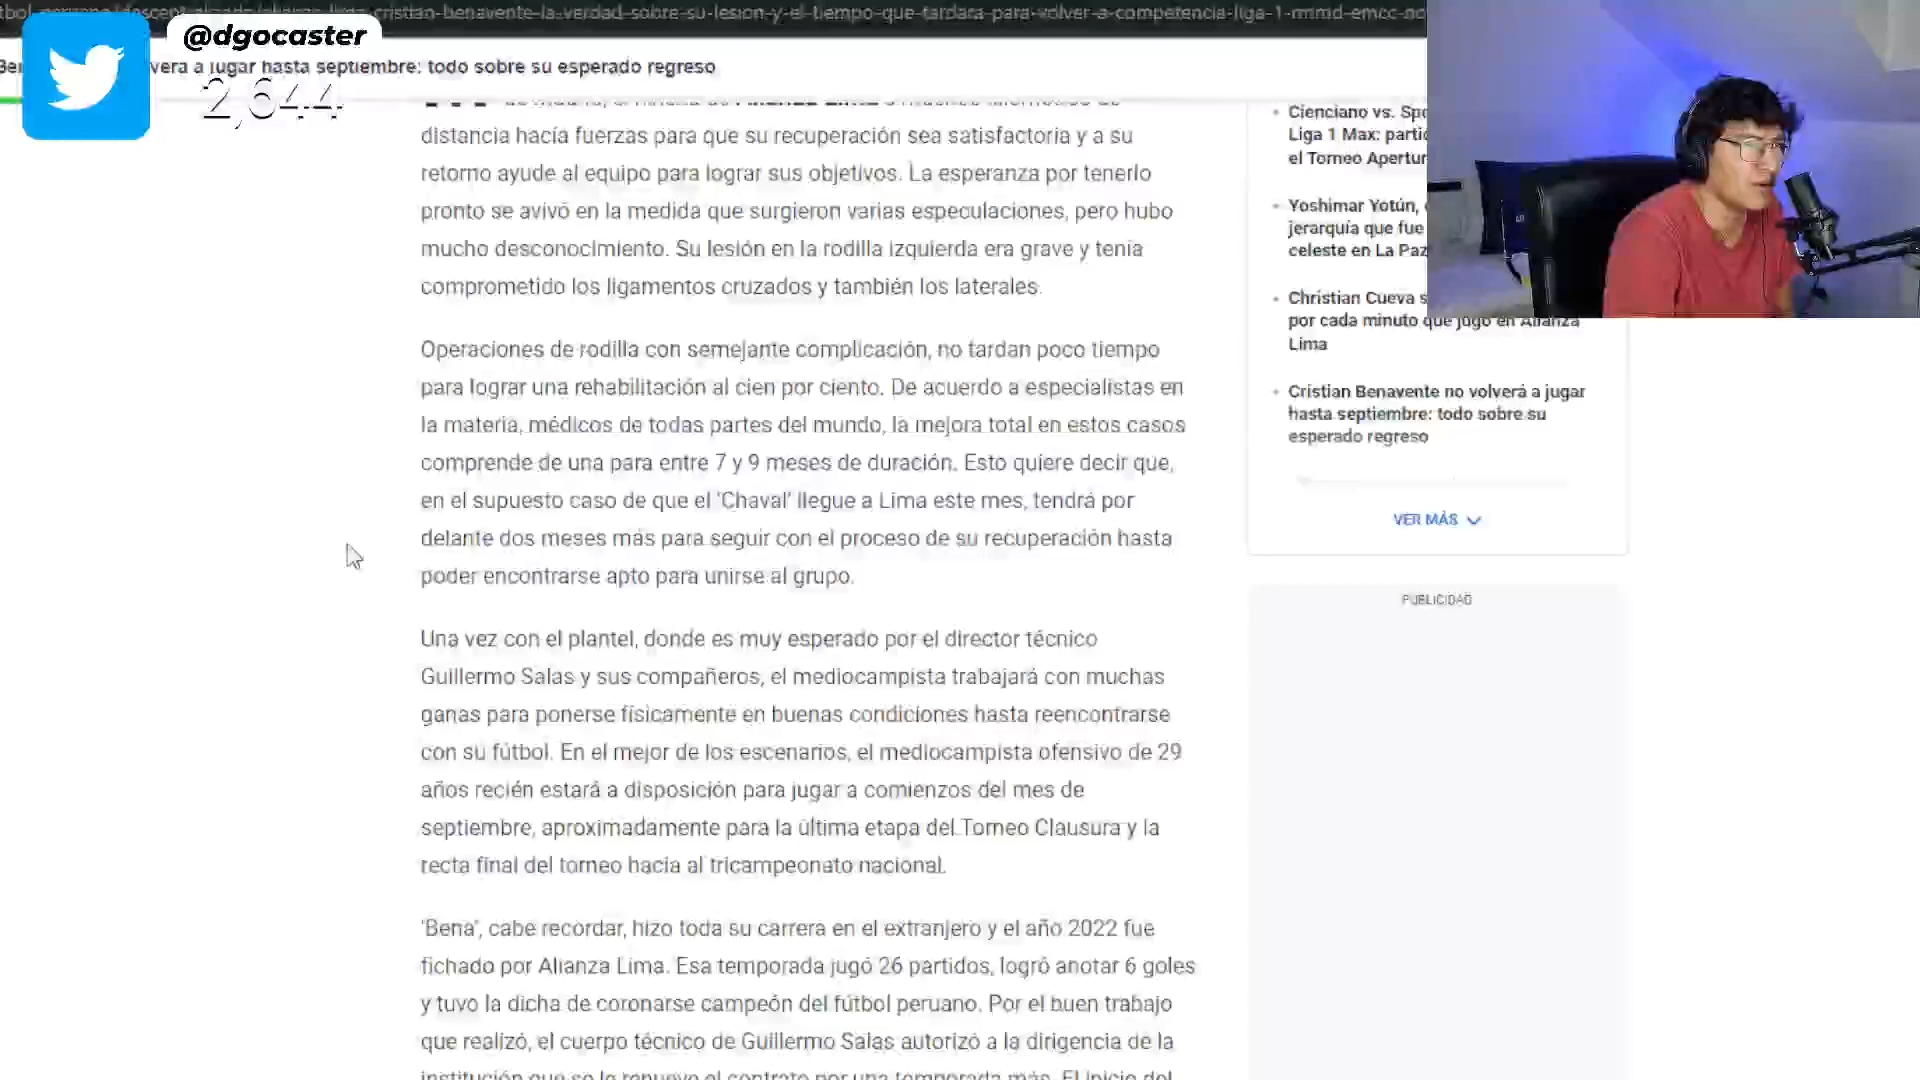 @dgocaster
2,644
vera a jugar hasta septiembre: todo sobre su esperado regreso
distancia hacía fuerzas para que su recuperación sea satisfactoria y a su
retorno ayude al equipo para lograr sus objetivos. La esperanza por tenerlo
pronto se avivó en la medida que surgieron varias especulaciones, pero hubo
mucho desconocimiento. Su lesión en la rodilla izquierda era grave y tenía
comprometido los ligamentos cruzados y también los laterales.
Operaciones de rodilla con semejante complicación, no tardan poco tiempo
para lograr una rehabilitación al cien por ciento. De acuerdo a especialistas en
la materia, médicos de todas partes del mundo, la mejora total en estos casos
comprende de una para entre 7 y 9 meses de duración. Esto quiere decir que,
en el supuesto caso de que el 'Chaval' llegue a Lima este mes, tendrá por
delante dos meses más para seguir con el proceso de su recuperación hasta
poder encontrarse apto para unirse al grupo.
Una vez con el plantel, donde es muy esperado por el director técnico
Guillermo Salas y sus compañeros, el mediocampista trabajará con muchas
ganas para ponerse físicamente en buenas condiciones hasta reencontrarse
con su fútbol. En el mejor de los escenarios, el mediocampista ofensivo de 29
años recién estará a disposición para jugar a comienzos del mes de
septiembre, aproximadamente para la última etapa del Torneo Clausura y la
recta final del torneo hacia al tricampeonato nacional.
'Bena', cabe recordar, hizo toda su carrera en el extranjero y el año 2022 fue
fichado por Alianza Lima. Esa temporada jugó 26 partidos, logró anotar 6 goles
y tuvo la dicha de coronarse campeón del fútbol peruano. Por el buen trabajo
que realizó, el cuerpo técnico de Guillermo Salas autorizó a la dirigencia de la
Cienciano vs. Spo
Liga 1 Max: partid
el Torneo Apertur
Yoshimar Yotún,
jerarquía que fue
celeste en La Paz
Christian Cueva s
por cada minuto que jugó en Alianza
Lima
Cristian Benavente no volverá a jugar
hasta septiembre: todo sobre su
esperado regreso
VER MÁS
PUBLICIDAD